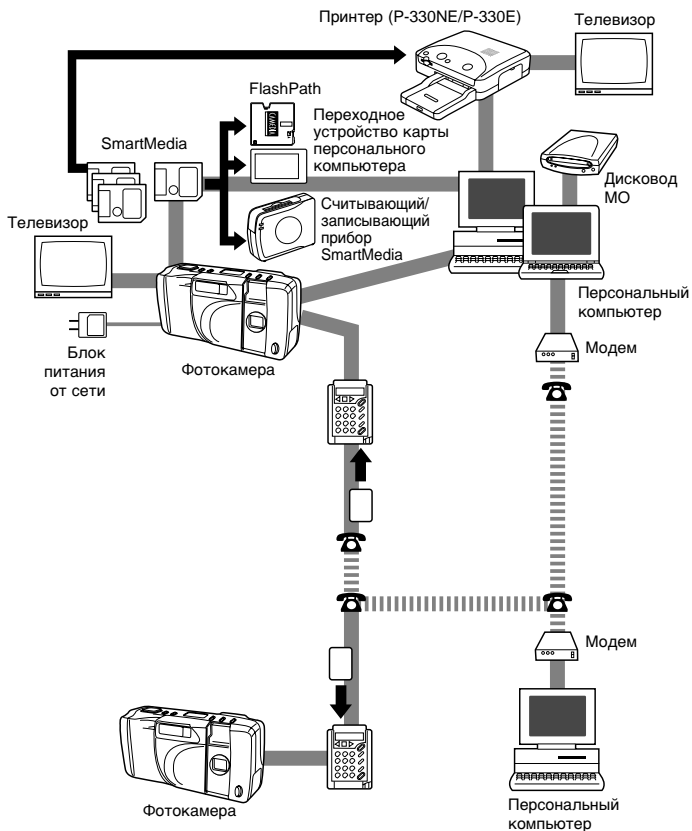 Принтер (P-330NE/P-330E)
Телевизор
FlashPath
Переходное
устройство карты
персонального
компьютера
SmartMedia
Дисковод
МО
Считывающий/
записывающий
прибор
SmartMedia
Телевизор
Персональный
компьютер
Блок
питания
от сети
Фотокамера
Модем
Модем
Фотокамера
Персональный
компьютер